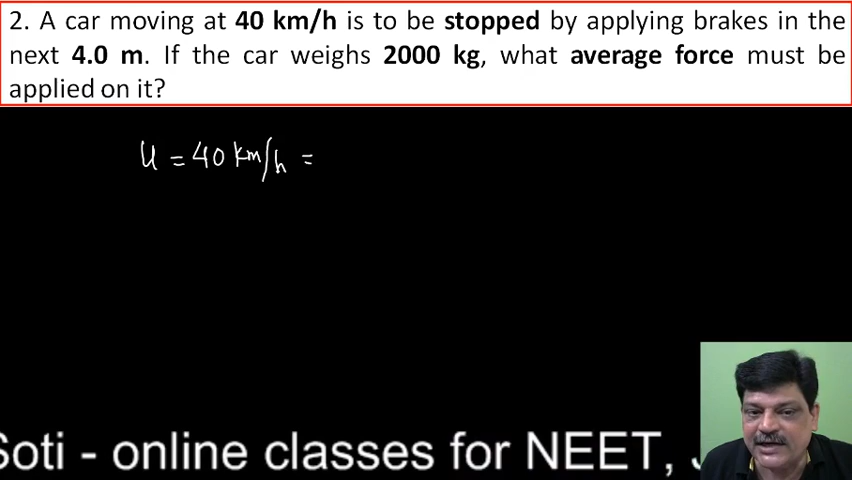 2. A car moving at 40 km/h is to be stopped by applying brakes in the
next 4.0 m. If the car weighs 2000 kg, what average force must be
applied on it?
u = 40 km/h =
Soti - online classes for NEET, J